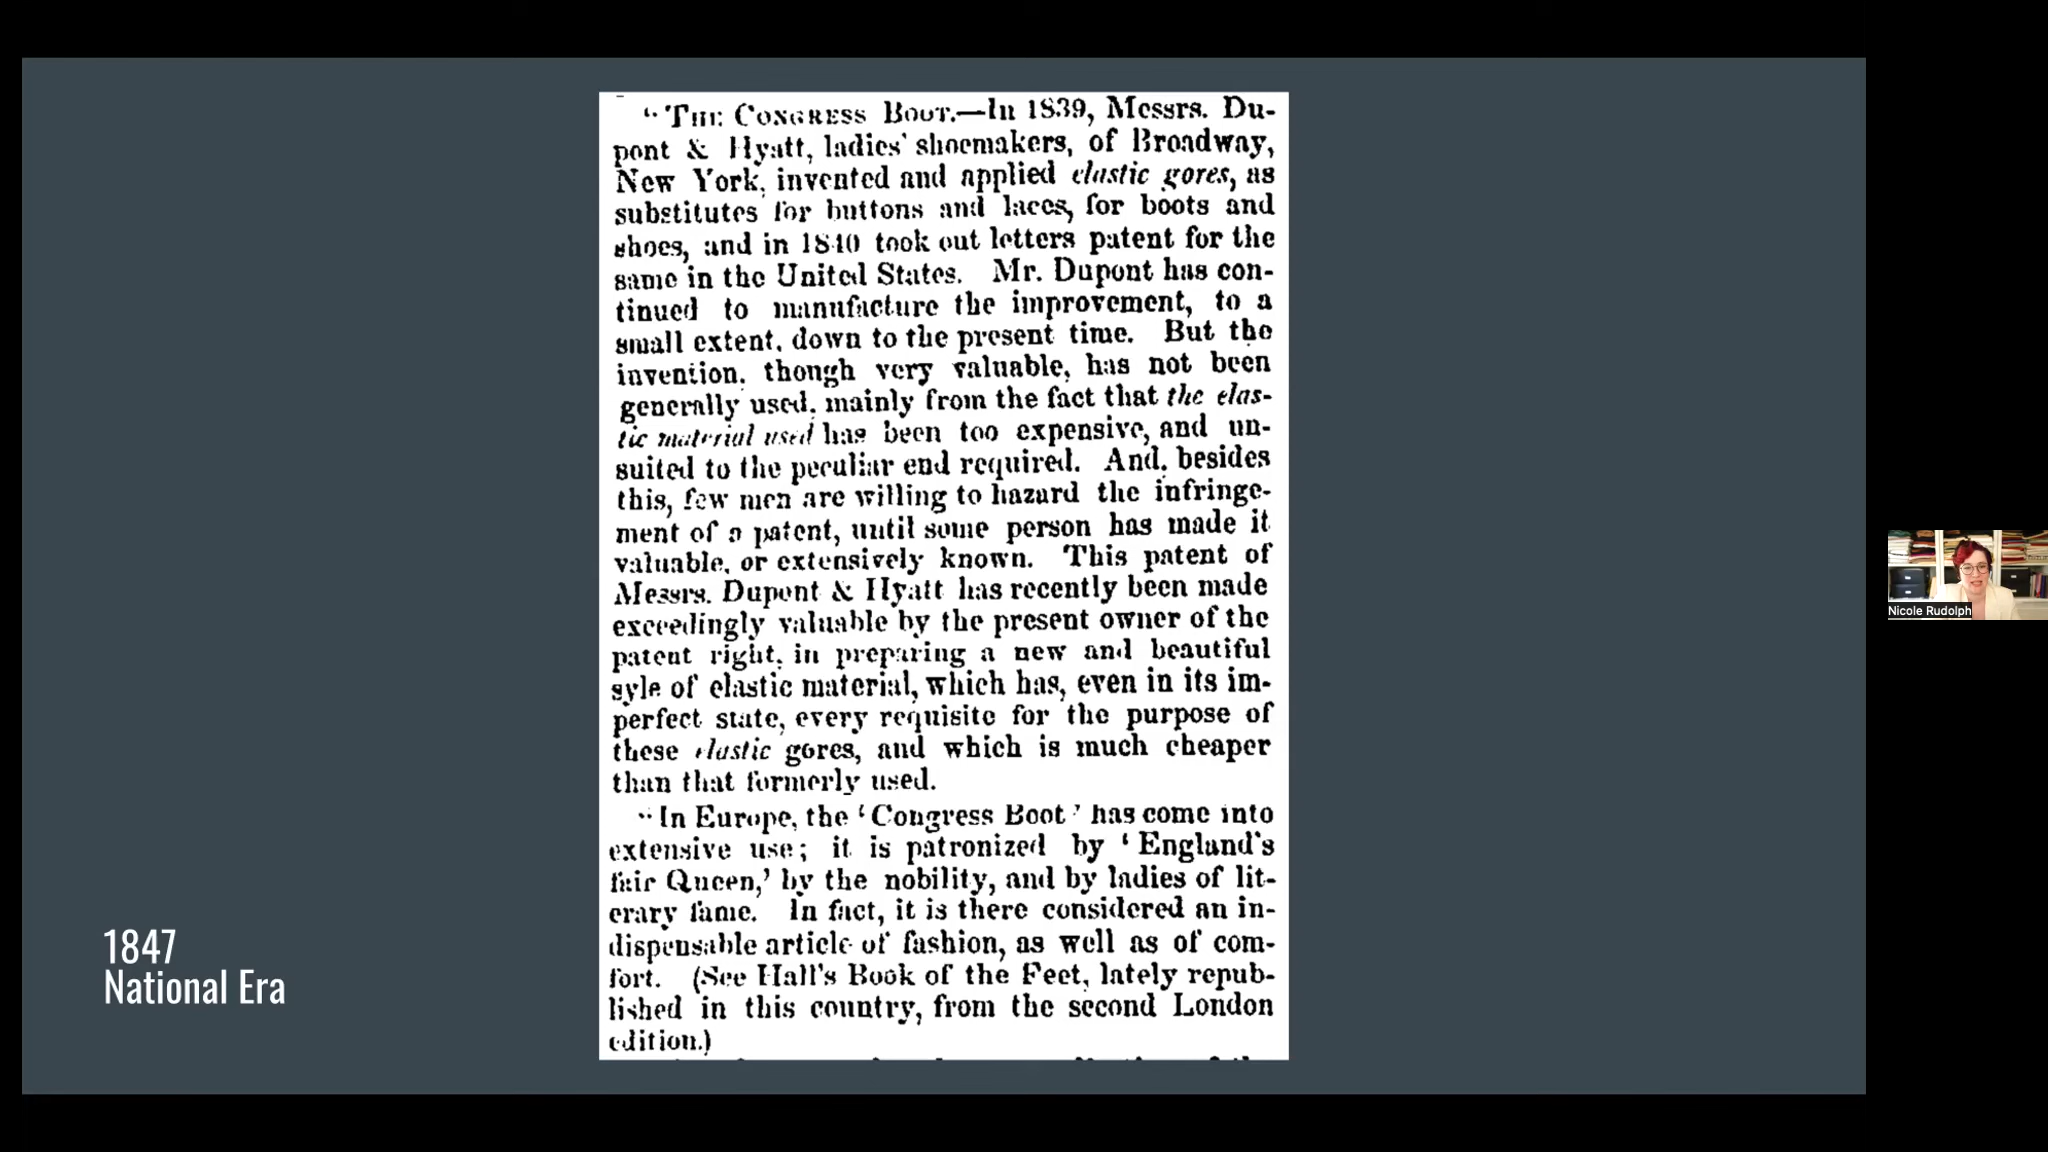 "THE CONGRESS BOOT.—In 1839, Messrs. Du-
pont & Hyatt, ladies' shoemakers, of Broadway,
New York, invented and applied elastic gores, as
substitutes for buttons and laces, for boots and
shoes, and in 1840 took out letters patent for the
same in the United States. Mr. Dupont has con-
tinued to manufacture the improvement, to a
small extent, down to the present time. But the
invention, though very valuable, has not been
generally used, mainly from the fact that the elas-
tic material used has been too expensive, and un-
suited to the peculiar end required. And, besides
this, few men are willing to hazard the infringe-
ment of a patent, until some person has made it
valuable, or extensively known. This patent of
Messrs. Dupont & Hyatt has recently been made
exceedingly valuable by the present owner of the
patent right, in preparing a new and beautiful
syle of elastic material, which has, even in its im-
perfect state, every requisite for the purpose of
these elastic gores, and which is much cheaper
than that formerly used.
"In Europe, the 'Congress Boot' has come into
extensive use; it is patronized by 'England's
fair Queen,' by the nobility, and by ladies of lit-
erary fame. In fact, it is there considered an in-
dispensable article of fashion, as well as of com-
fort. (See Hall's Book of the Feet, lately repub-
lished in this country, from the second London
edition.)
1847
National Era
Nicole Rudolph